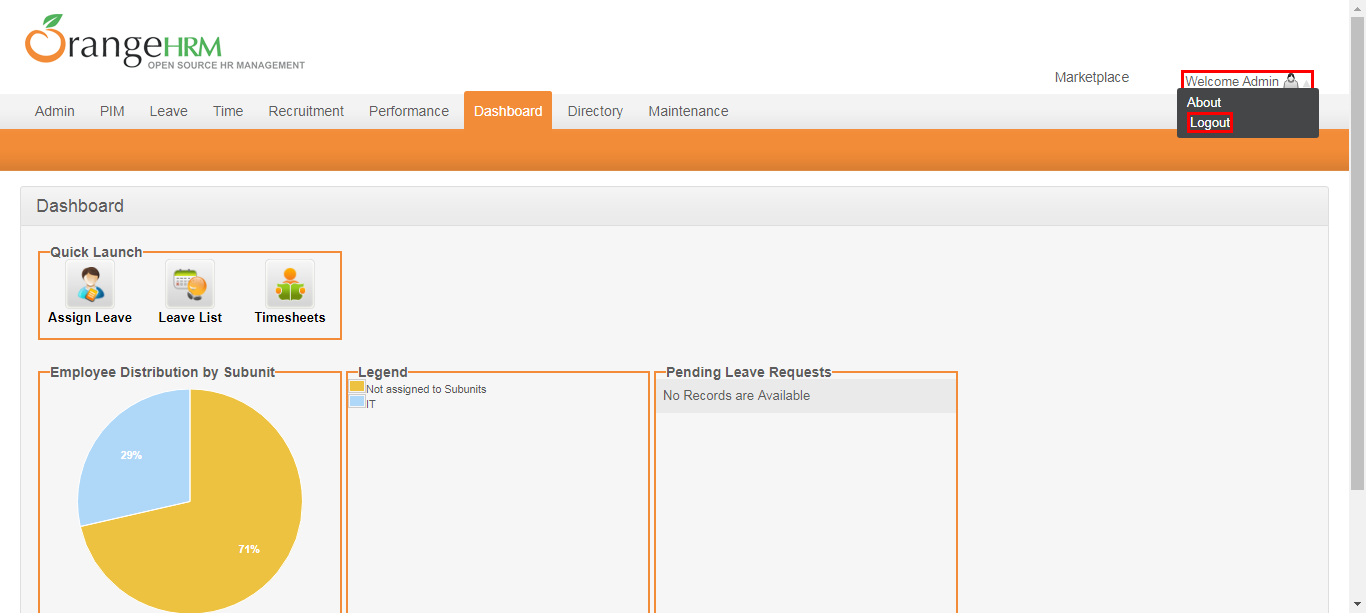 OrangeHRM
OPEN SOURCE HR MANAGEMENT
Marketplace
Welcome Admin
About
Logout
Admin PIM Leave Time Recruitment Performance Dashboard Directory Maintenance
Dashboard
Quick Launch
Assign Leave Leave List Timesheets
Employee Distribution by Subunit
29%
71%
Legend
Not assigned to Subunits
IT
Pending Leave Requests
No Records are Available